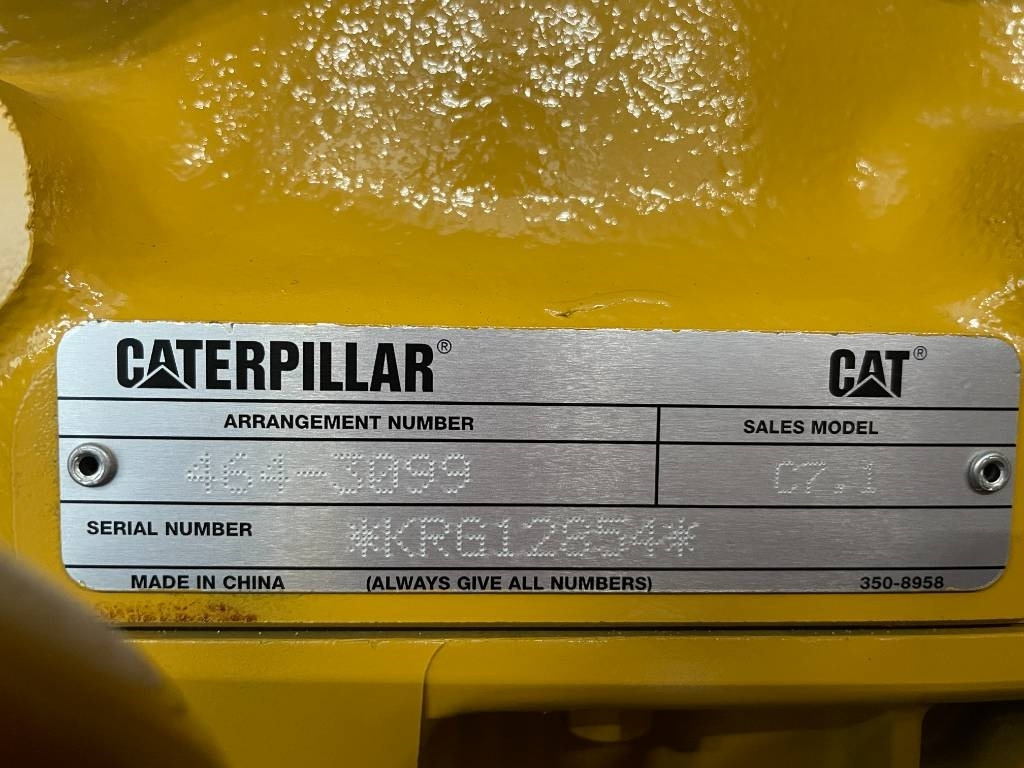 CATERPILLAR® CAT®
ARRANGEMENT NUMBER SALES MODEL
464-3099 C7.1
SERIAL NUMBER *KRG12854*
MADE IN CHINA (ALWAYS GIVE ALL NUMBERS) 350-8958